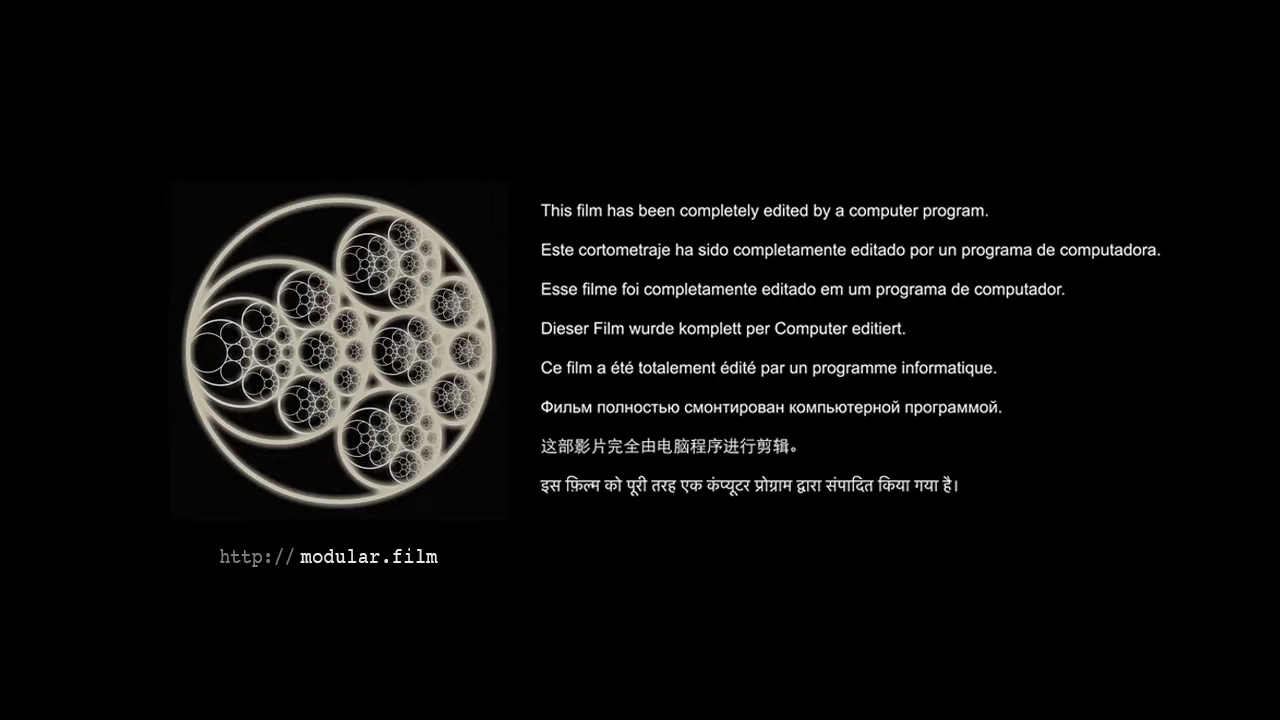 This film has been completely edited by a computer program.
Este cortometraje ha sido completamente editado por un programa de computadora.
Esse filme foi completamente editado em um programa de computador.
Dieser Film wurde komplett per Computer editiert.
Ce film a été totalement édité par un programme informatique.
Фильм полностью смонтирован компьютерной программой.
这部影片完全由电脑程序进行剪辑。
इस फ़िल्म को पूरी तरह एक कंप्यूटर प्रोग्राम द्वारा संपादित किया गया है।
http:// modular.film